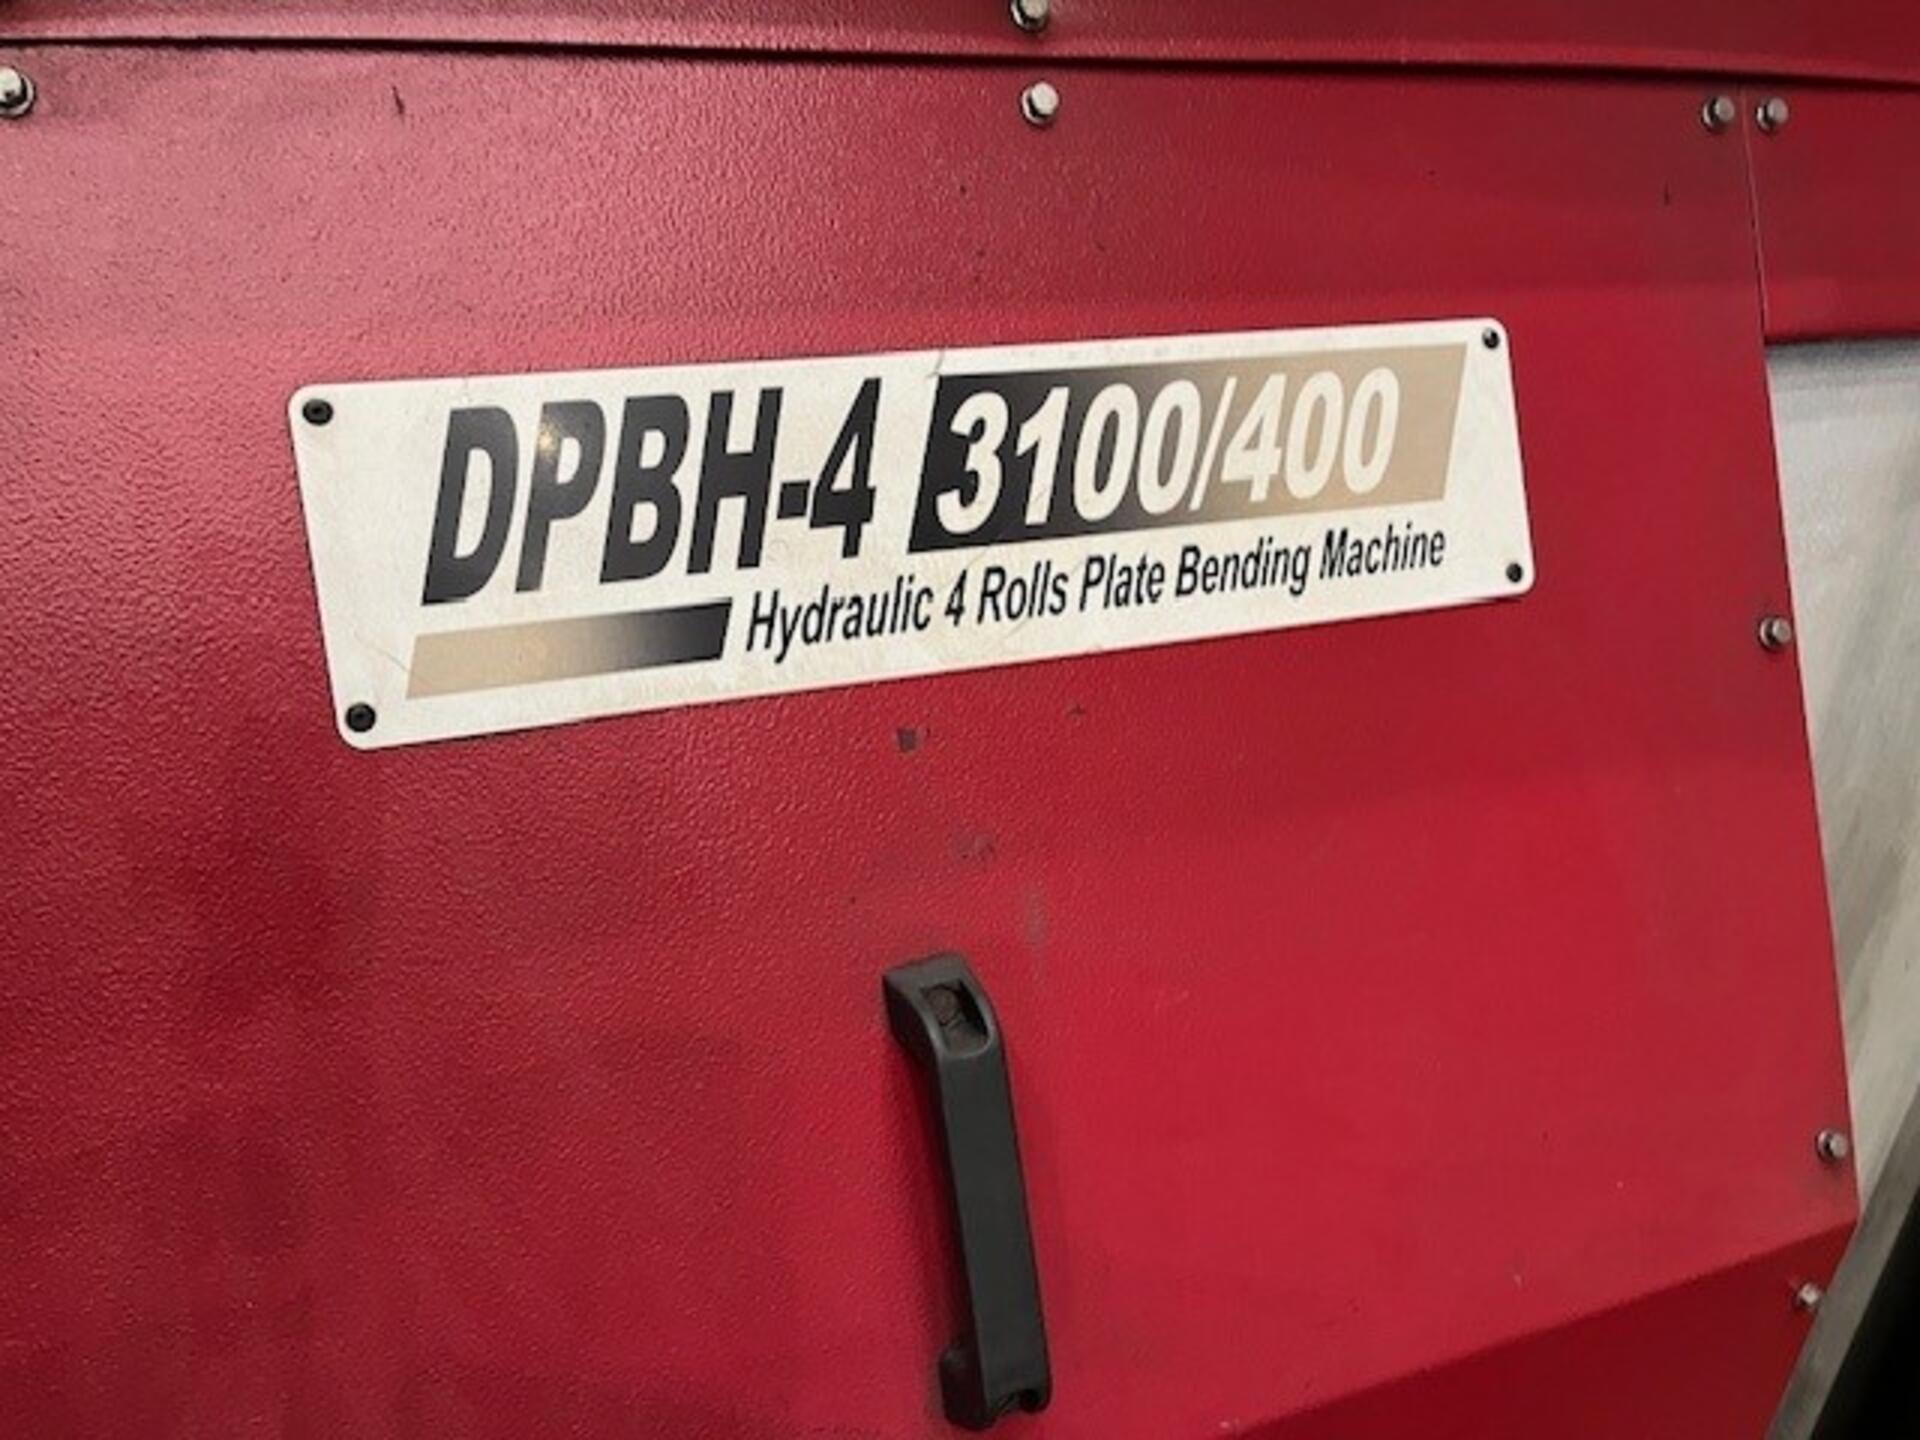 DPBH-4 3100/400
Hydraulic 4 Rolls Plate Bending Machine